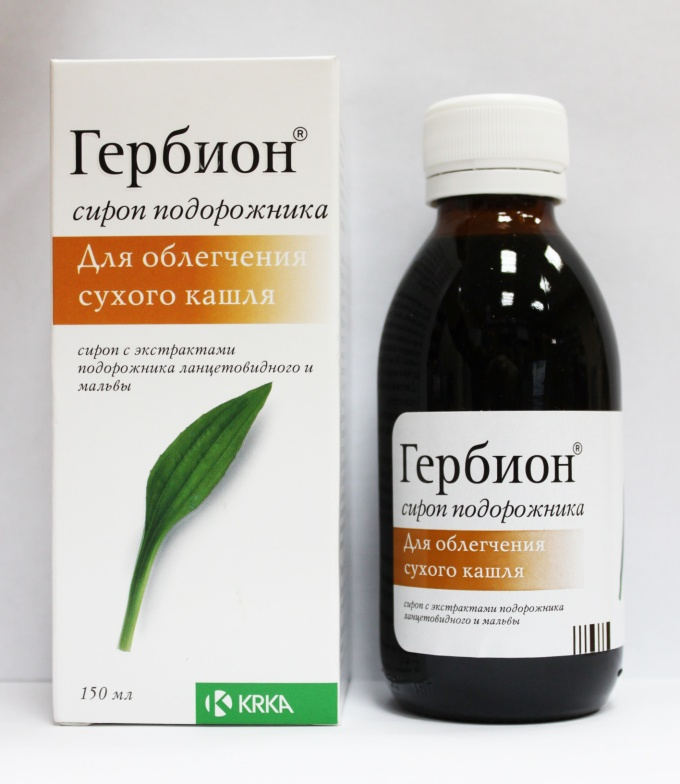 Гербион®
сироп подорожника
Для облегчения
сухого кашля
сироп с экстрактами
подорожника ланцетовидного и
мальвы
150 мл
KRKA
Гербион®
сироп подорожника
Для облегчения
сухого кашля
сироп с экстрактами подорожника
ланцетовидного и мальвы